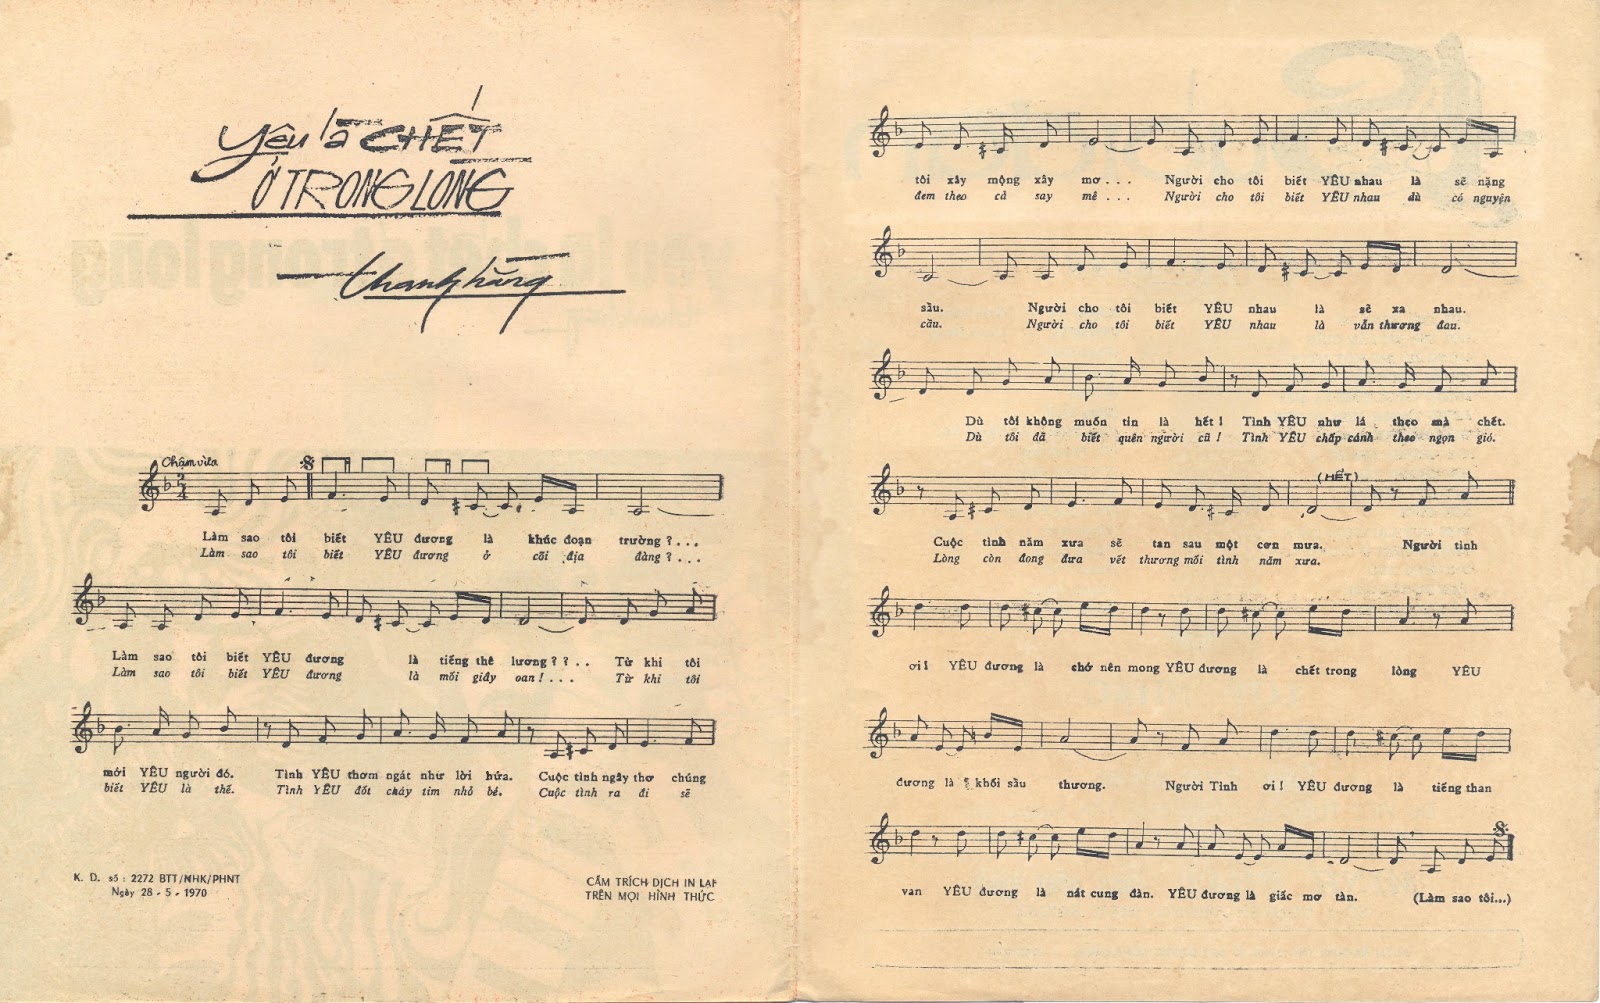 Yêu là CHẾT
Ở TRONG LÒNG
thanh hằng
Chậm vừa
2
4
Làm sao tôi biết YÊU đương là khúc đoạn trường ?...
Làm sao tôi biết YÊU đương ở cõi địa đàng ?...
Làm sao tôi biết YÊU đương là tiếng thê lương ? ?... Từ khi tôi
Làm sao tôi biết YÊU đương là mối giây oan !... Từ khi tôi
mới YÊU người đó. Tình YÊU thơm ngát như lời hứa. Cuộc tình ngây thơ chúng
biết YÊU là thế. Tình YÊU đốt cháy tim nhỏ bé. Cuộc tình ra đi sẽ
K. D. số : 2272 BTT/NHK/PHNT
Ngày 28 - 5 - 1970
CẤM TRÍCH DỊCH IN LẠI
TRÊN MỌI HÌNH THỨC
tôi xây mộng xây mơ . . . Người cho tôi biết YÊU nhau là sẽ nặng
đem theo cả say mê . . . Người cho tôi biết YÊU nhau dù có nguyện
sầu. Người cho tôi biết YÊU nhau là sẽ xa nhau.
cầu. Người cho tôi biết YÊU nhau là vẫn thương đau.
Dù tôi không muốn tin là hết ! Tình YÊU như lá theo mà chết.
Dù tôi đã biết quên người cũ ! Tình YÊU chấp cánh theo ngọn gió.
(HẾT)
Cuộc tình năm xưa sẽ tan sau một cơn mưa. Người tình
Lòng còn đong đưa vết thương mối tình năm xưa.
ơi ! YÊU đương là chớ nên mong YÊU đương là chết trong lòng YÊU
đương là khối sầu thương. Người Tình ơi ! YÊU đương là tiếng than
van YÊU đương là nát cung đàn. YÊU đương là giấc mơ tàn. (Làm sao tôi...)